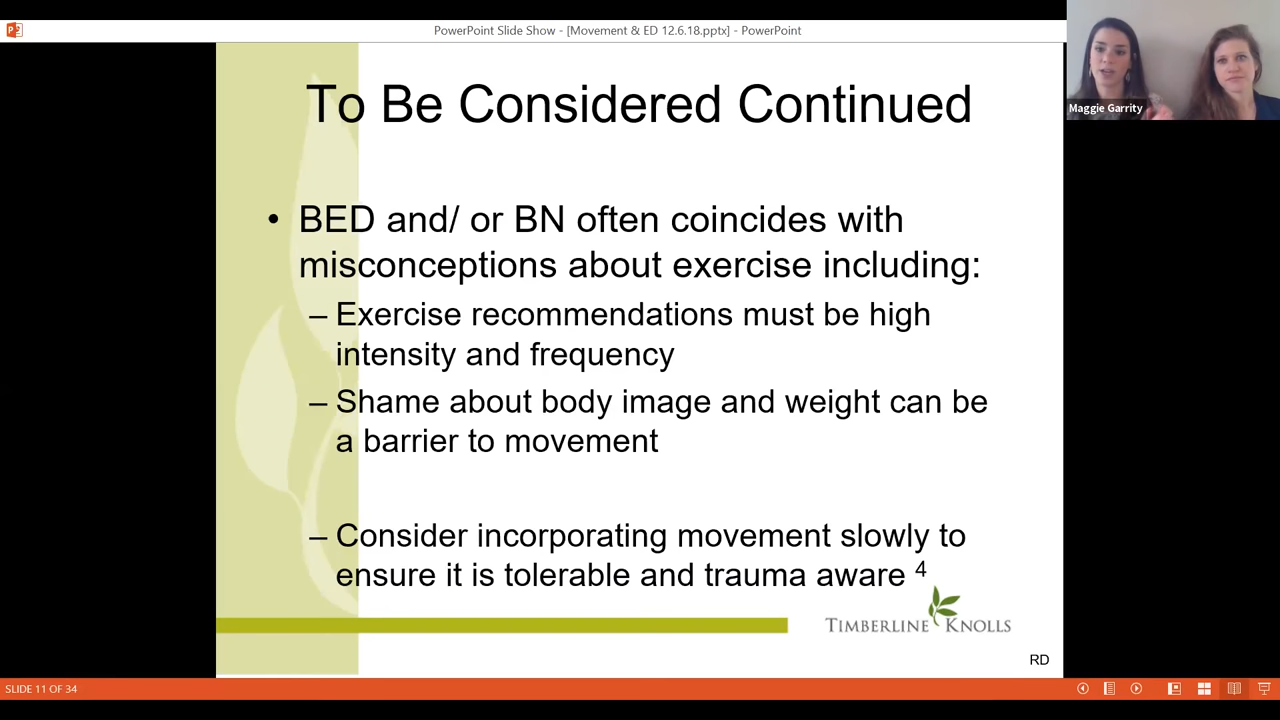 PowerPoint Slide Show - [Movement & ED 12.6.18.pptx] - PowerPoint
Maggie Garrity
To Be Considered Continued
• BED and/ or BN often coincides with
misconceptions about exercise including:
– Exercise recommendations must be high
intensity and frequency
– Shame about body image and weight can be
a barrier to movement
– Consider incorporating movement slowly to
ensure it is tolerable and trauma aware 4
TIMBERLINE KNOLLS
RD
SLIDE 11 OF 34